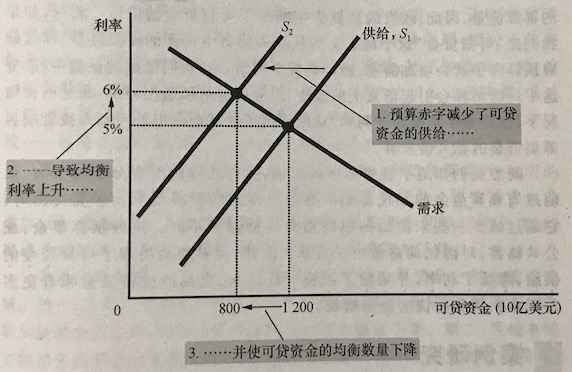 利率
S₂
供给，S₁
6%
5%
1. 预算赤字减少了可贷
资金的供给……
2. ……导致均衡
利率上升……
需求
0
800
1 200
可贷资金 (10亿美元)
3. ……并使可贷资金的均衡数量下降